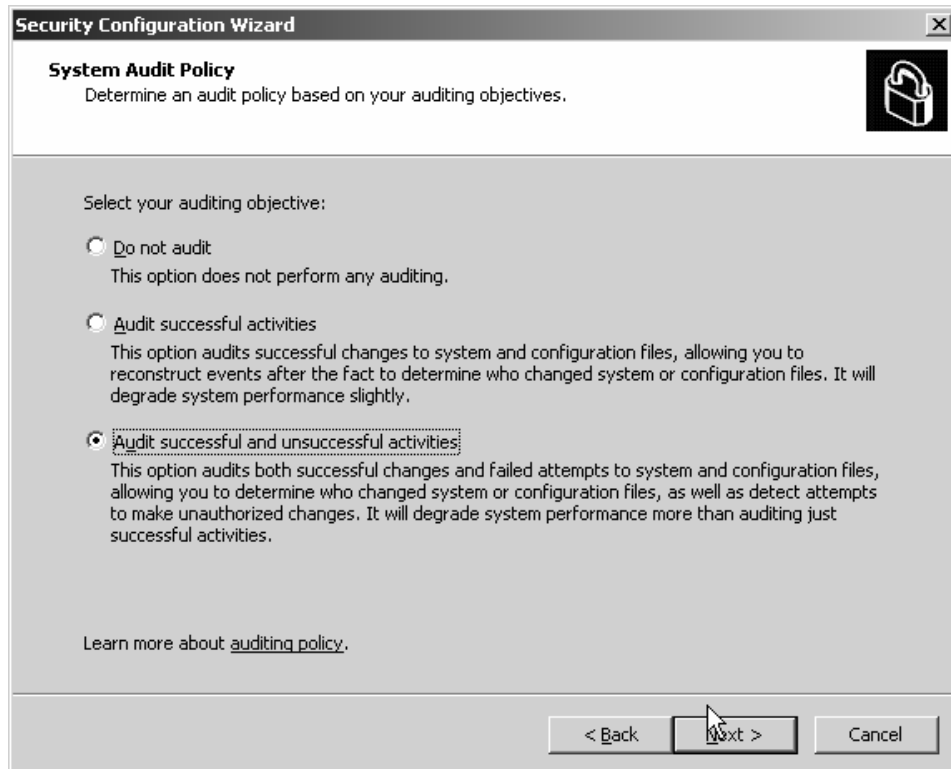 Security Configuration Wizard
System Audit Policy
Determine an audit policy based on your auditing objectives.
Select your auditing objective:
Do not audit
This option does not perform any auditing.
Audit successful activities
This option audits successful changes to system and configuration files, allowing you to
reconstruct events after the fact to determine who changed system or configuration files. It will
degrade system performance slightly.
Audit successful and unsuccessful activities
This option audits both successful changes and failed attempts to system and configuration files,
allowing you to determine who changed system or configuration files, as well as detect attempts
to make unauthorized changes. It will degrade system performance more than auditing just
successful activities.
Learn more about auditing policy.
< Back
Next >
Cancel